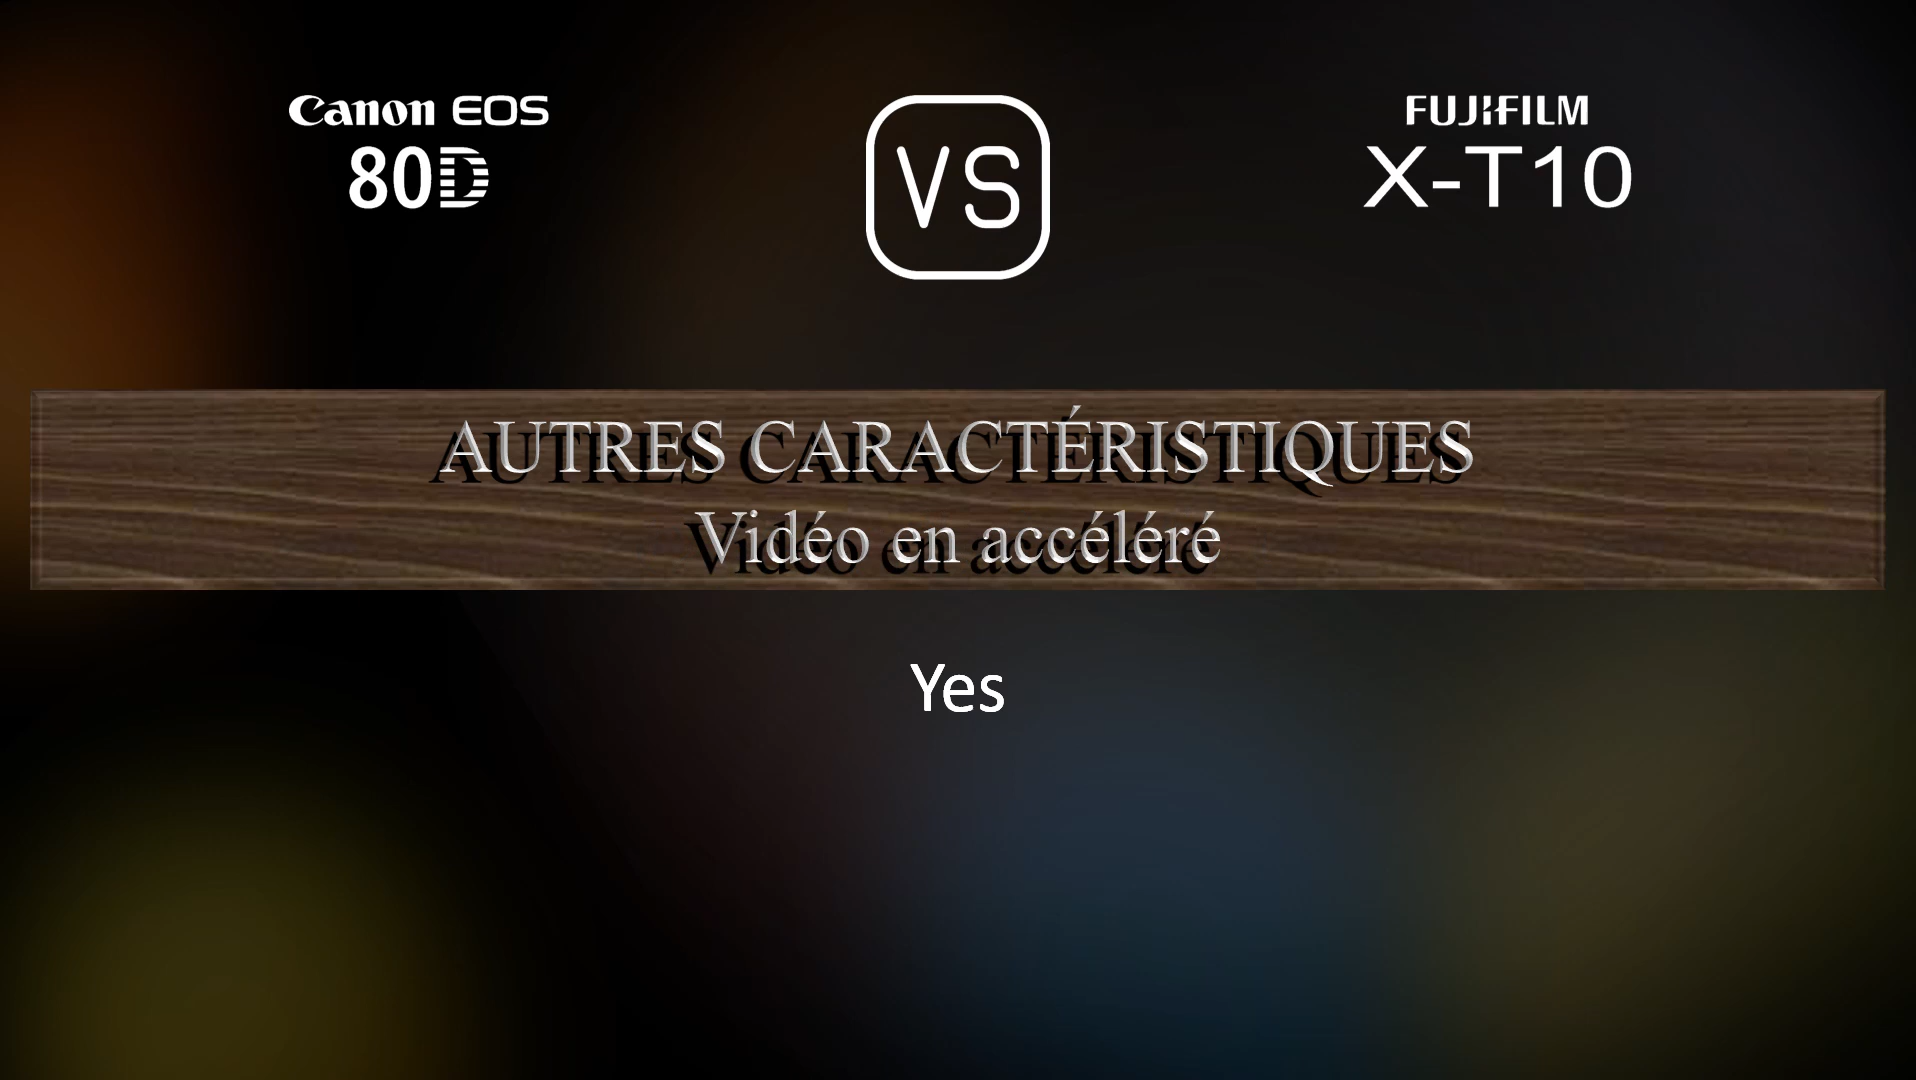 Canon EOS
80D
VS
FUJIFILM
X-T10
AUTRES CARACTÉRISTIQUES
Vidéo en accéléré
Yes